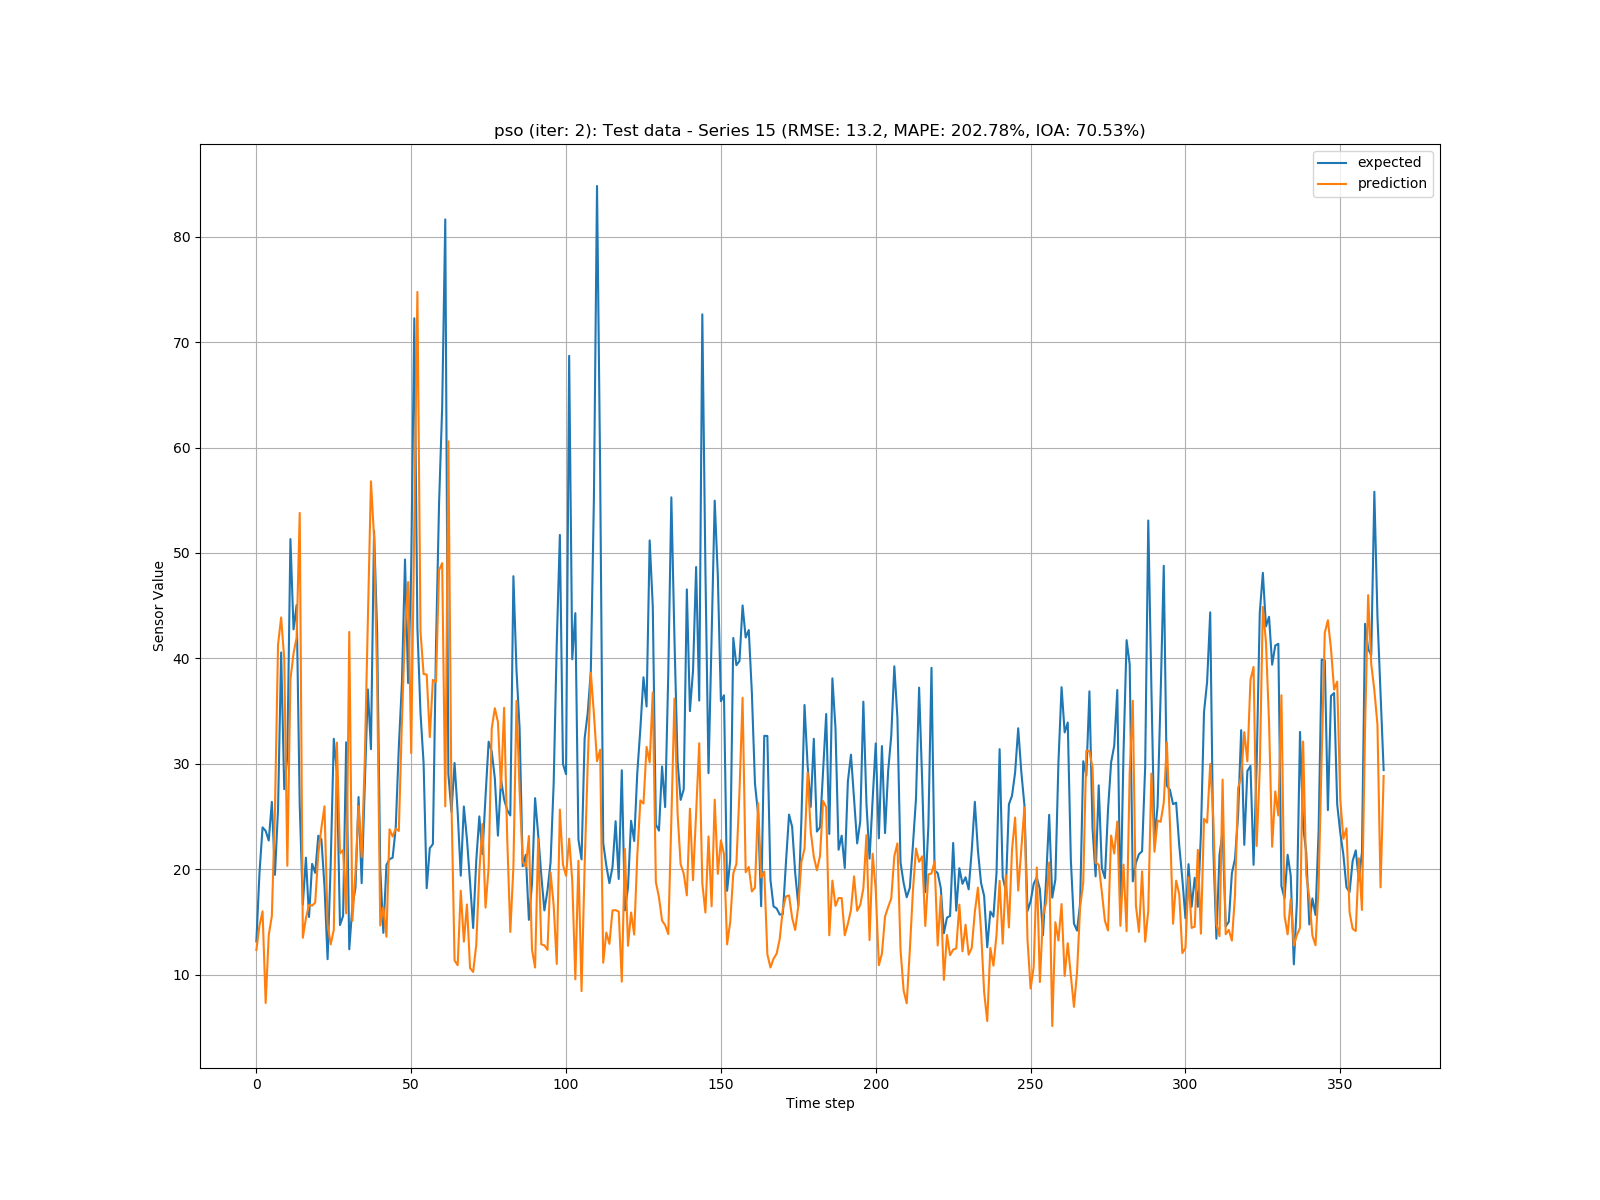 pso (iter: 2): Test data - Series 15 (RMSE: 13.2, MAPE: 202.78%, IOA: 70.53%)
expected
prediction
80
70
60
50
40
30
20
10
Sensor Value
0 50 100 150 200 250 300 350
Time step